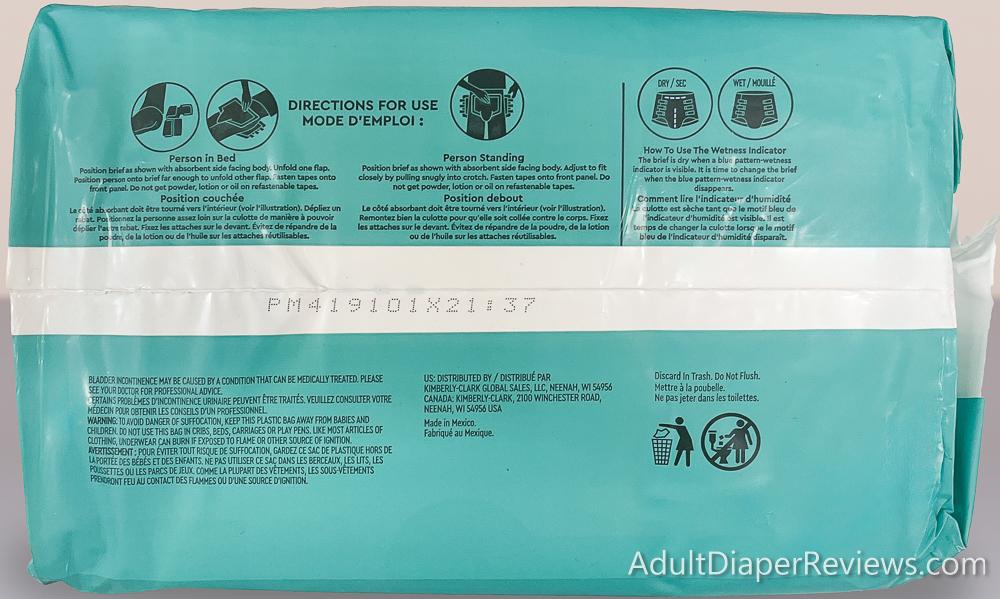 DIRECTIONS FOR USE
MODE D'EMPLOI :
Person in Bed
Position brief as shown with absorbent side facing body. Unfold one flap.
Position person onto brief far enough to unfold other flap. Fasten tapes onto
front panel. Do not get powder, lotion or oil on refastenable tapes.
Position couchée
Le côté absorbant doit être tourné vers l'intérieur (voir l'illustration). Dépliez un
rabat. Positionnez la personne assez loin sur la culotte de manière à pouvoir
déplier l'autre rabat. Fixez les attaches sur le devant. Évitez de répandre de la
poudre, de la lotion ou de l'huile sur les attaches réutilisables.
Person Standing
Position brief as shown with absorbent side facing body. Adjust to fit
closely by pulling snugly into crotch. Fasten tapes onto front panel. Do
not get powder, lotion or oil on refastenable tapes.
Position debout
Le côté absorbant doit être tourné vers l'intérieur (voir l'illustration).
Remontez bien la culotte pour qu'elle soit collée contre le corps. Fixez
les attaches sur le devant. Évitez de répandre de la poudre, de la lotion
ou de l'huile sur les attaches réutilisables.
DRY / SEC
WET / MOUILLÉ
How To Use The Wetness Indicator
The brief is dry when a blue pattern-wetness
indicator is visible. It is time to change the brief
when the blue pattern-wetness indicator
disappears.
Comment lire l'indicateur d'humidité
La culotte est sèche tant que le motif bleu de
l'indicateur d'humidité est visible. Il est
temps de changer la culotte lorsque le motif
bleu de l'indicateur d'humidité disparaît.
PM419101X21:37
BLADDER INCONTINENCE MAY BE CAUSED BY A CONDITION THAT CAN BE MEDICALLY TREATED. PLEASE
SEE YOUR DOCTOR FOR PROFESSIONAL ADVICE.
CERTAINS PROBLÈMES D'INCONTINENCE URINAIRE PEUVENT ÊTRE TRAITÉS. VEUILLEZ CONSULTER VOTRE
MÉDECIN POUR OBTENIR LES CONSEILS D'UN PROFESSIONNEL.
WARNING: TO AVOID DANGER OF SUFFOCATION, KEEP THIS PLASTIC BAG AWAY FROM BABIES AND
CHILDREN. DO NOT USE THIS BAG IN CRIBS, BEDS, CARRIAGES OR PLAY PENS. LIKE MOST ARTICLES OF
CLOTHING, UNDERWEAR CAN BURN IF EXPOSED TO FLAME OR OTHER SOURCE OF IGNITION.
AVERTISSEMENT : POUR ÉVITER TOUT RISQUE DE SUFFOCATION, GARDEZ CE SAC DE PLASTIQUE HORS DE
LA PORTÉE DES BÉBÉS ET DES ENFANTS. NE PAS UTILISER CE SAC DANS LES BERCEAUX, LES LITS, LES
POUSSETTES OU LES PARCS DE JEUX. COMME LA PLUPART DES VÊTEMENTS, LES SOUS-VÊTEMENTS
PRENDRONT FEU AU CONTACT DES FLAMMES OU D'UNE SOURCE D'IGNITION.
US: DISTRIBUTED BY / DISTRIBUÉ PAR
KIMBERLY-CLARK GLOBAL SALES, LLC, NEENAH, WI 54956
CANADA: KIMBERLY-CLARK, 2100 WINCHESTER ROAD,
NEENAH, WI 54956 USA
Made in Mexico.
Fabriqué au Mexique.
Discard in Trash. Do Not Flush.
Mettre à la poubelle.
Ne pas jeter dans les toilettes.
AdultDiaperReviews.com